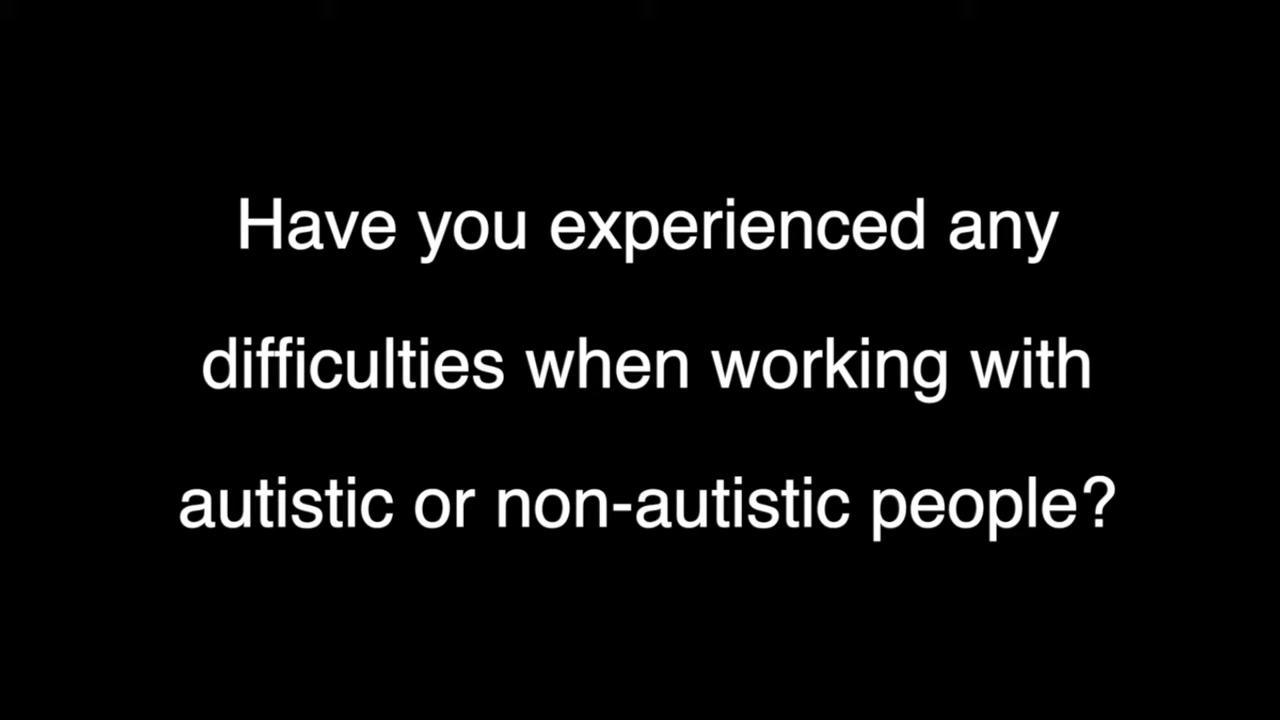 Have you experienced any
difficulties when working with
autistic or non-autistic people?